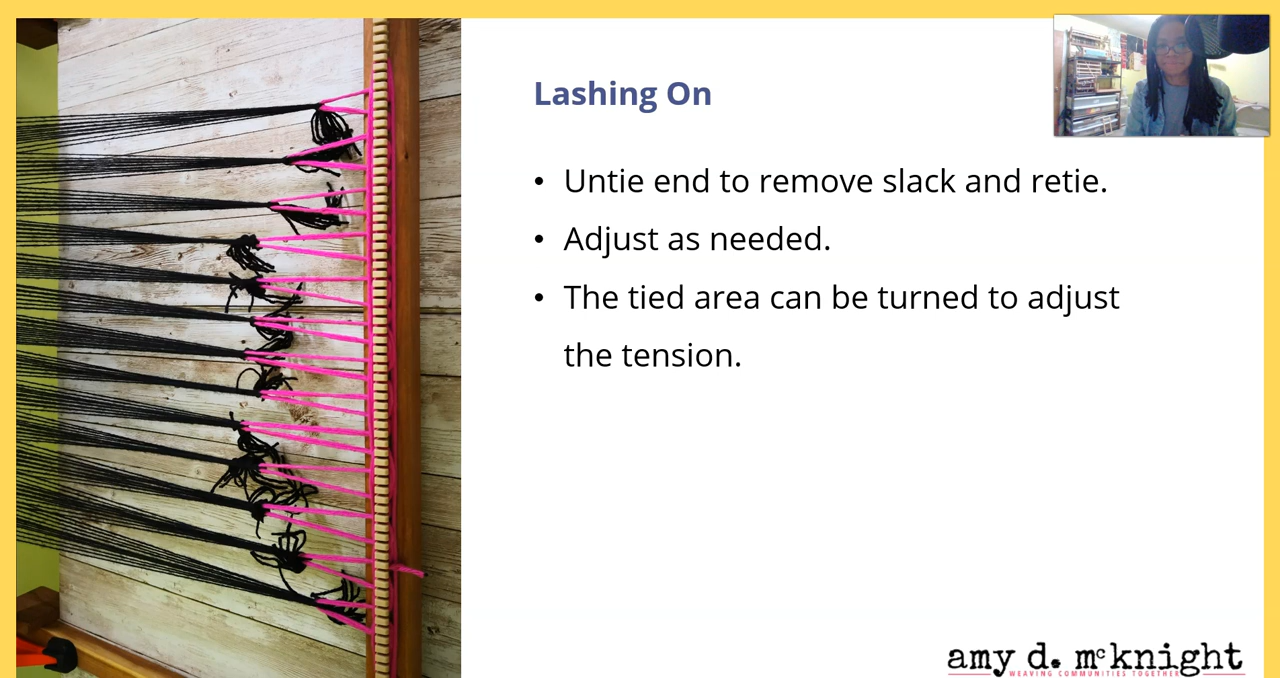 Lashing On
• Untie end to remove slack and retie.
• Adjust as needed.
• The tied area can be turned to adjust
the tension.
amy d. mcknight
WEAVING COMMUNITIES TOGETHER